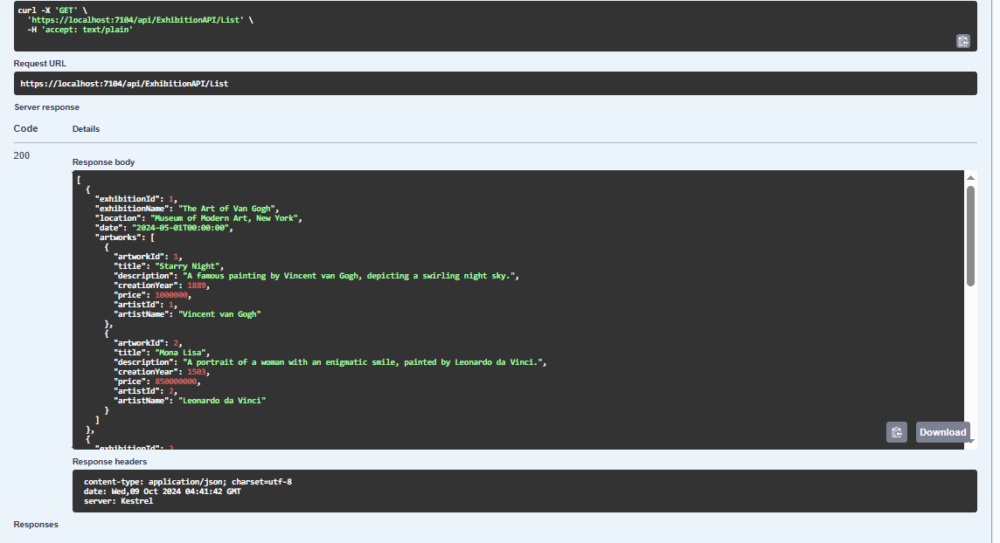 curl -X 'GET' \
'https://localhost:7104/api/ExhibitionAPI/List' \
-H 'accept: text/plain'
Request URL
https://localhost:7104/api/ExhibitionAPI/List
Server response
Code Details
200
Response body
[
{
"exhibitionId": 1,
"exhibitionName": "The Art of Van Gogh",
"location": "Museum of Modern Art, New York",
"date": "2024-05-01T00:00:00",
"artworks": [
{
"artworkId": 1,
"title": "Starry Night",
"description": "A famous painting by Vincent van Gogh, depicting a swirling night sky.",
"creationYear": 1889,
"price": 1000000,
"artistId": 1,
"artistName": "Vincent van Gogh"
},
{
"artworkId": 2,
"title": "Mona Lisa",
"description": "A portrait of a woman with an enigmatic smile, painted by Leonardo da Vinci.",
"creationYear": 1503,
"price": 850000000,
"artistId": 2,
"artistName": "Leonardo da Vinci"
}
]
},
{
"exhibitionId": 2
Download
Response headers
content-type: application/json; charset=utf-8
date: Wed,09 Oct 2024 04:41:42 GMT
server: Kestrel
Responses